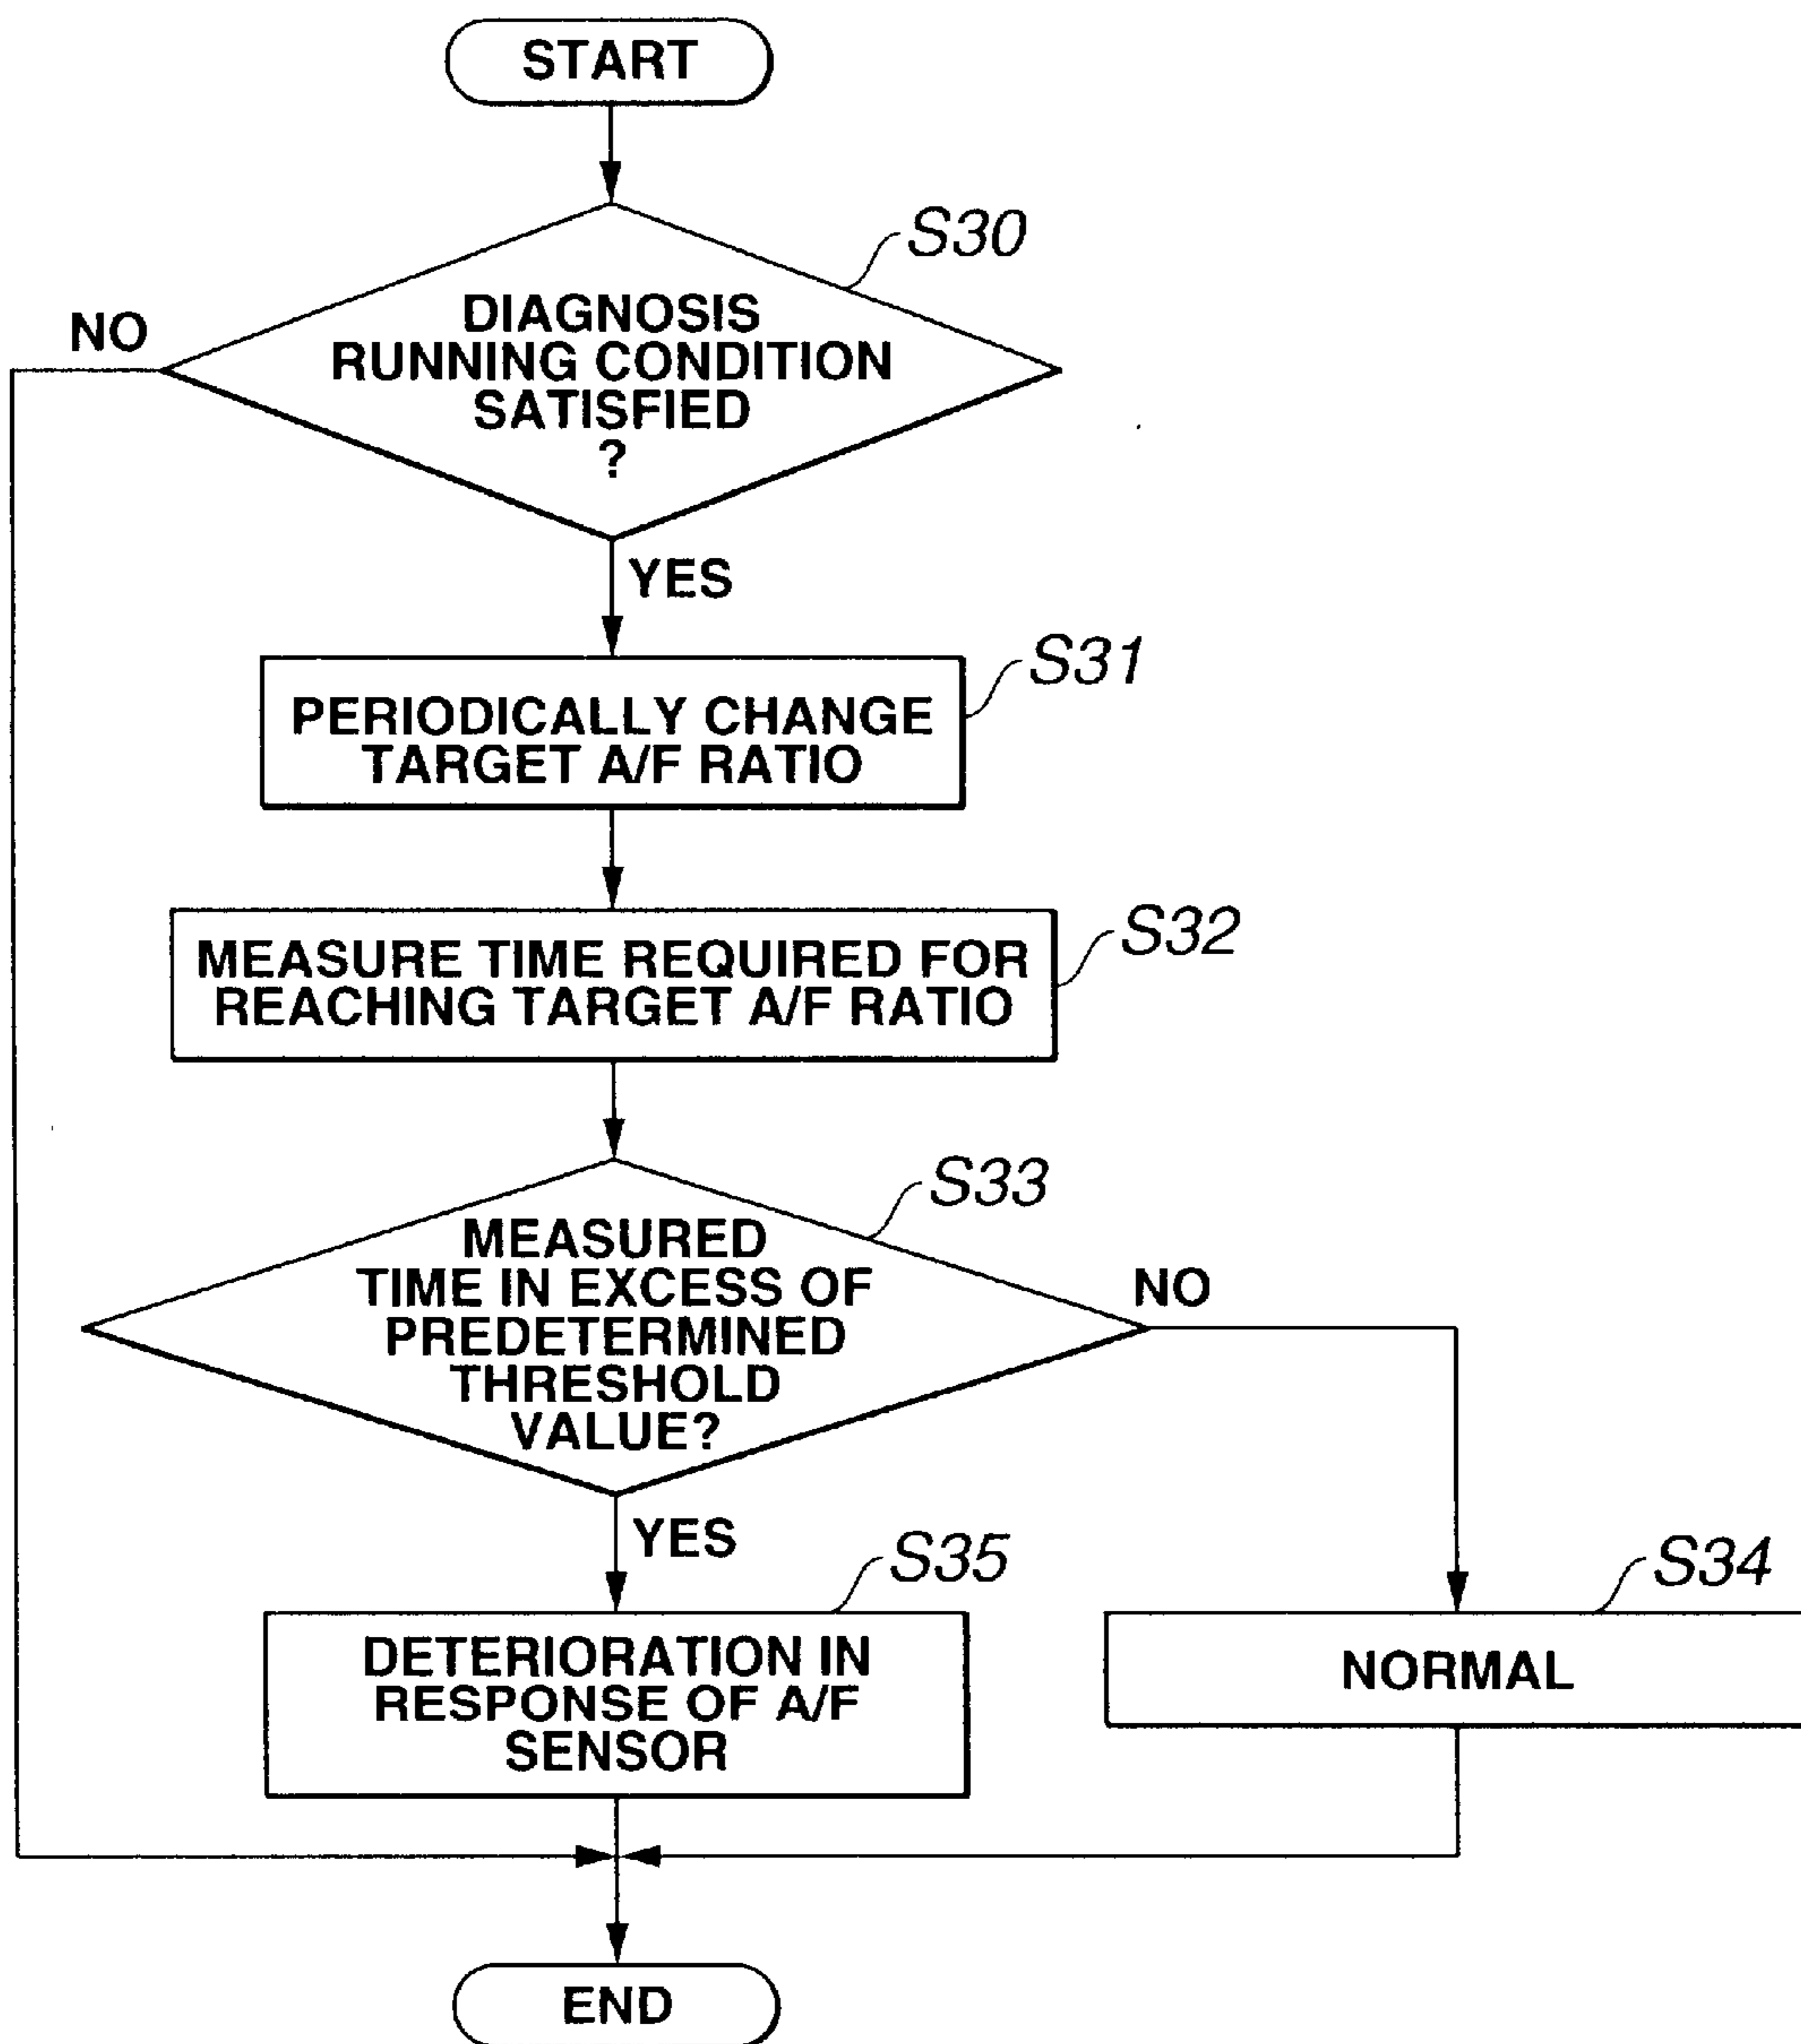 START
S30
DIAGNOSIS
RUNNING CONDITION
SATISFIED
?
NO
YES
S31
PERIODICALLY CHANGE
TARGET A/F RATIO
S32
MEASURE TIME REQUIRED FOR
REACHING TARGET A/F RATIO
S33
MEASURED
TIME IN EXCESS OF
PREDETERMINED
THRESHOLD
VALUE?
NO
YES
S35
DETERIORATION IN
RESPONSE OF A/F
SENSOR
S34
NORMAL
END